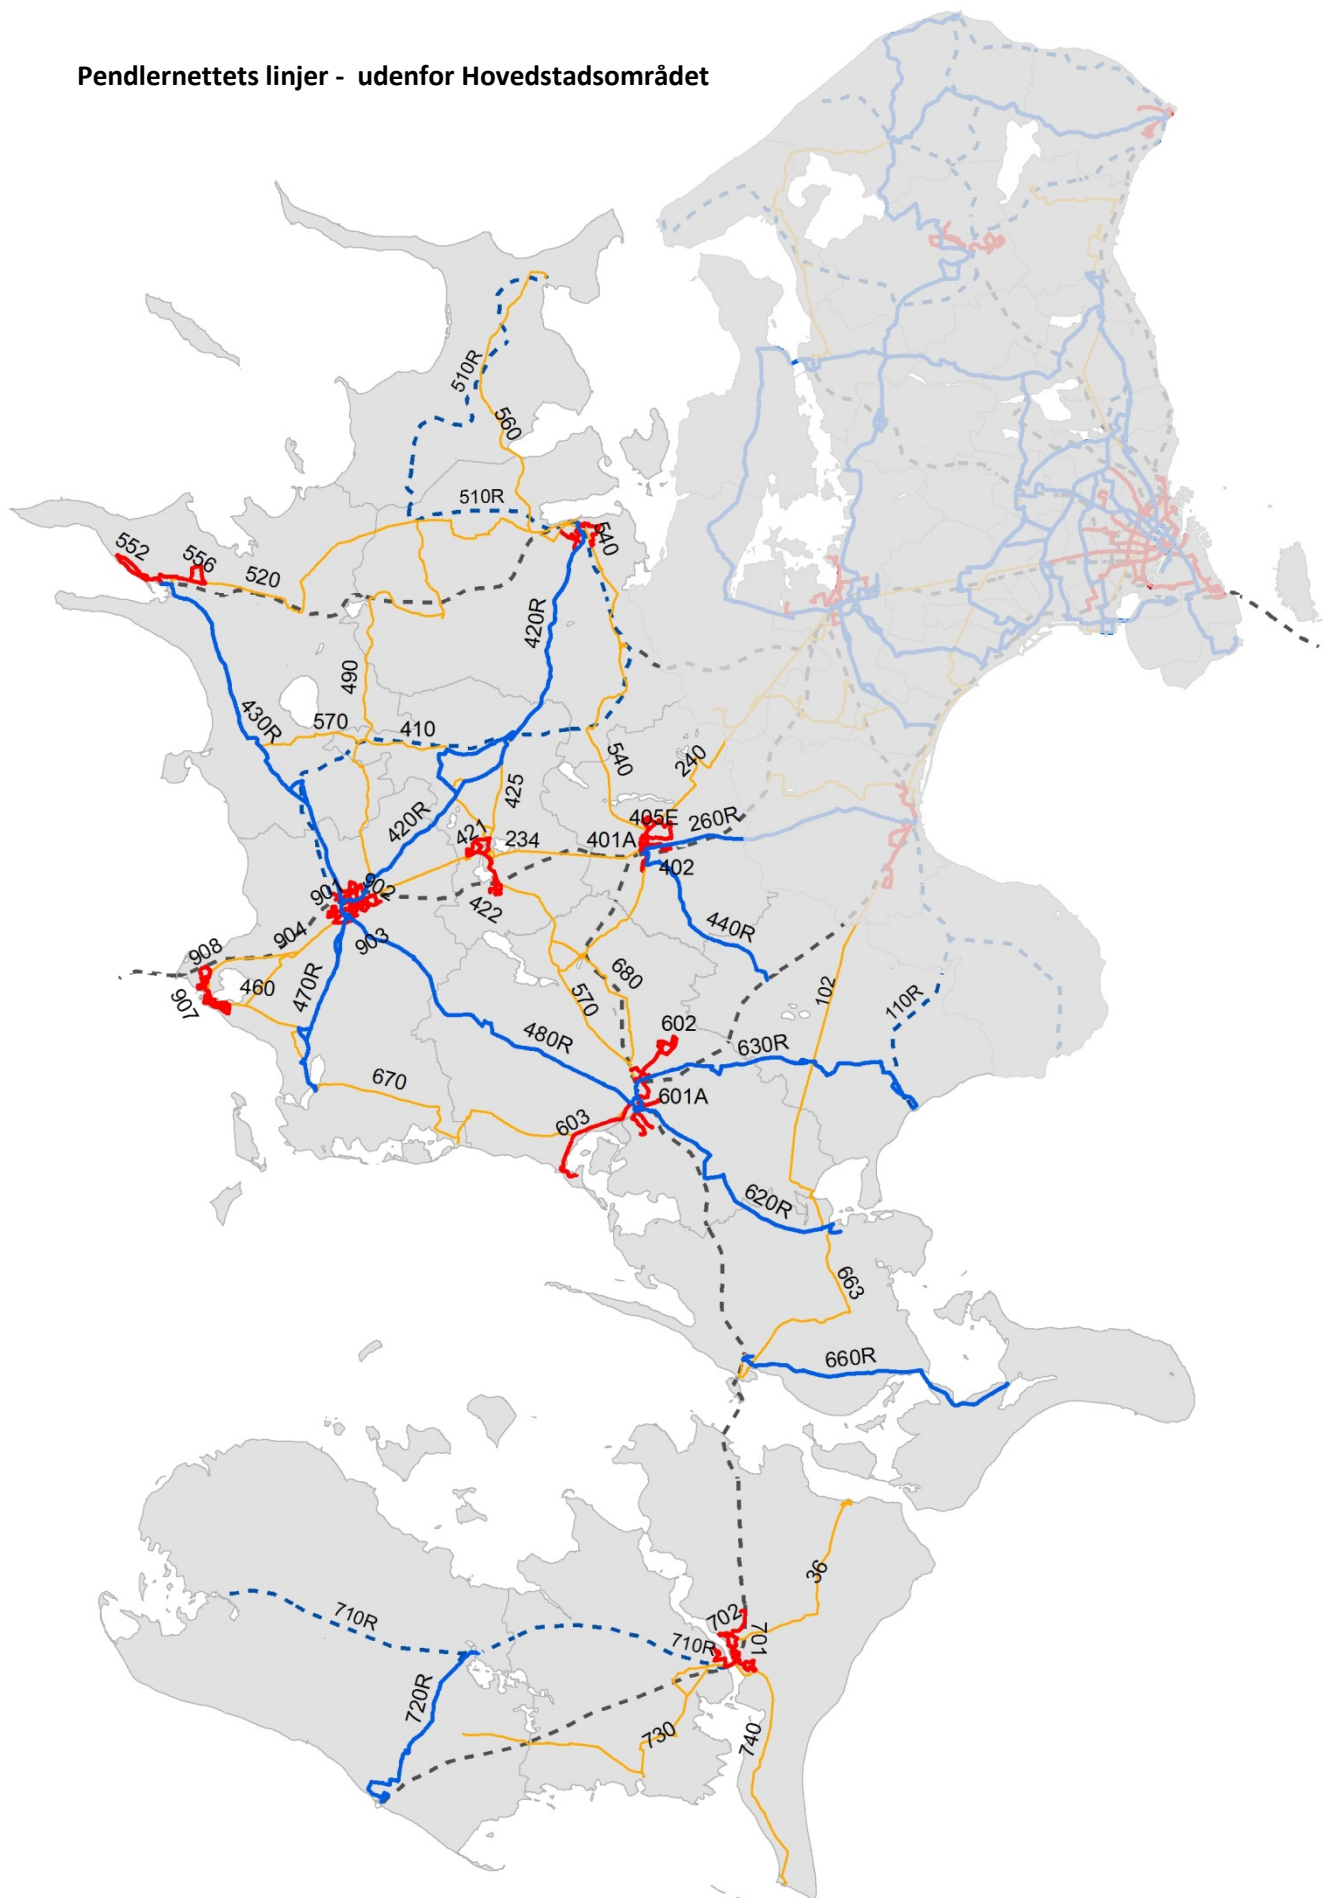 Pendlernettets linjer - udenfor Hovedstadsområdet
510R
560
510R
540
552
556
520
420R
490
430R
570
410
540
240
425
420R
405E
260R
421
234
401A
402
901
902
422
440R
904
903
908
907
460
470R
680
570
102
110R
480R
602
630R
670
601A
603
620R
663
660R
36
702
701
710R
710R
720R
730
740